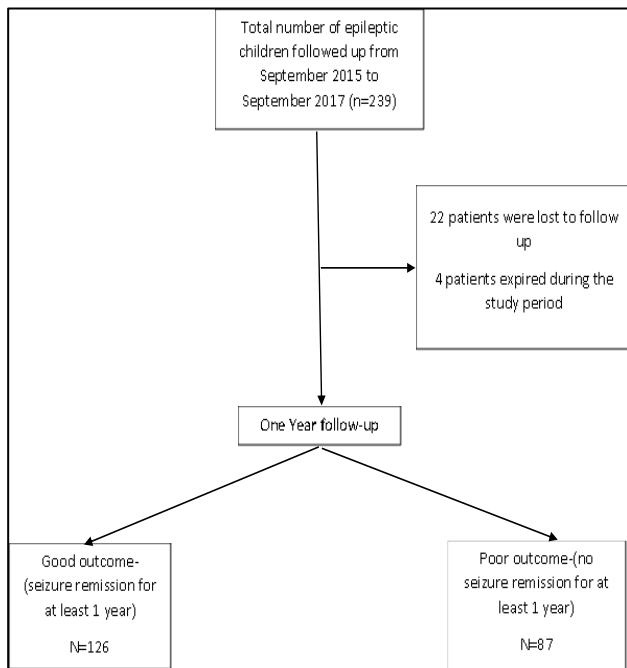 Total number of epileptic
children followed up from
September 2015 to
September 2017 (n=239)
22 patients were lost to follow
up
4 patients expired during the
study period
One Year follow-up
Good outcome-
(seizure remission for
at least 1 year)
N=126
Poor outcome-(no
seizure remission for at
least 1 year)
N=87